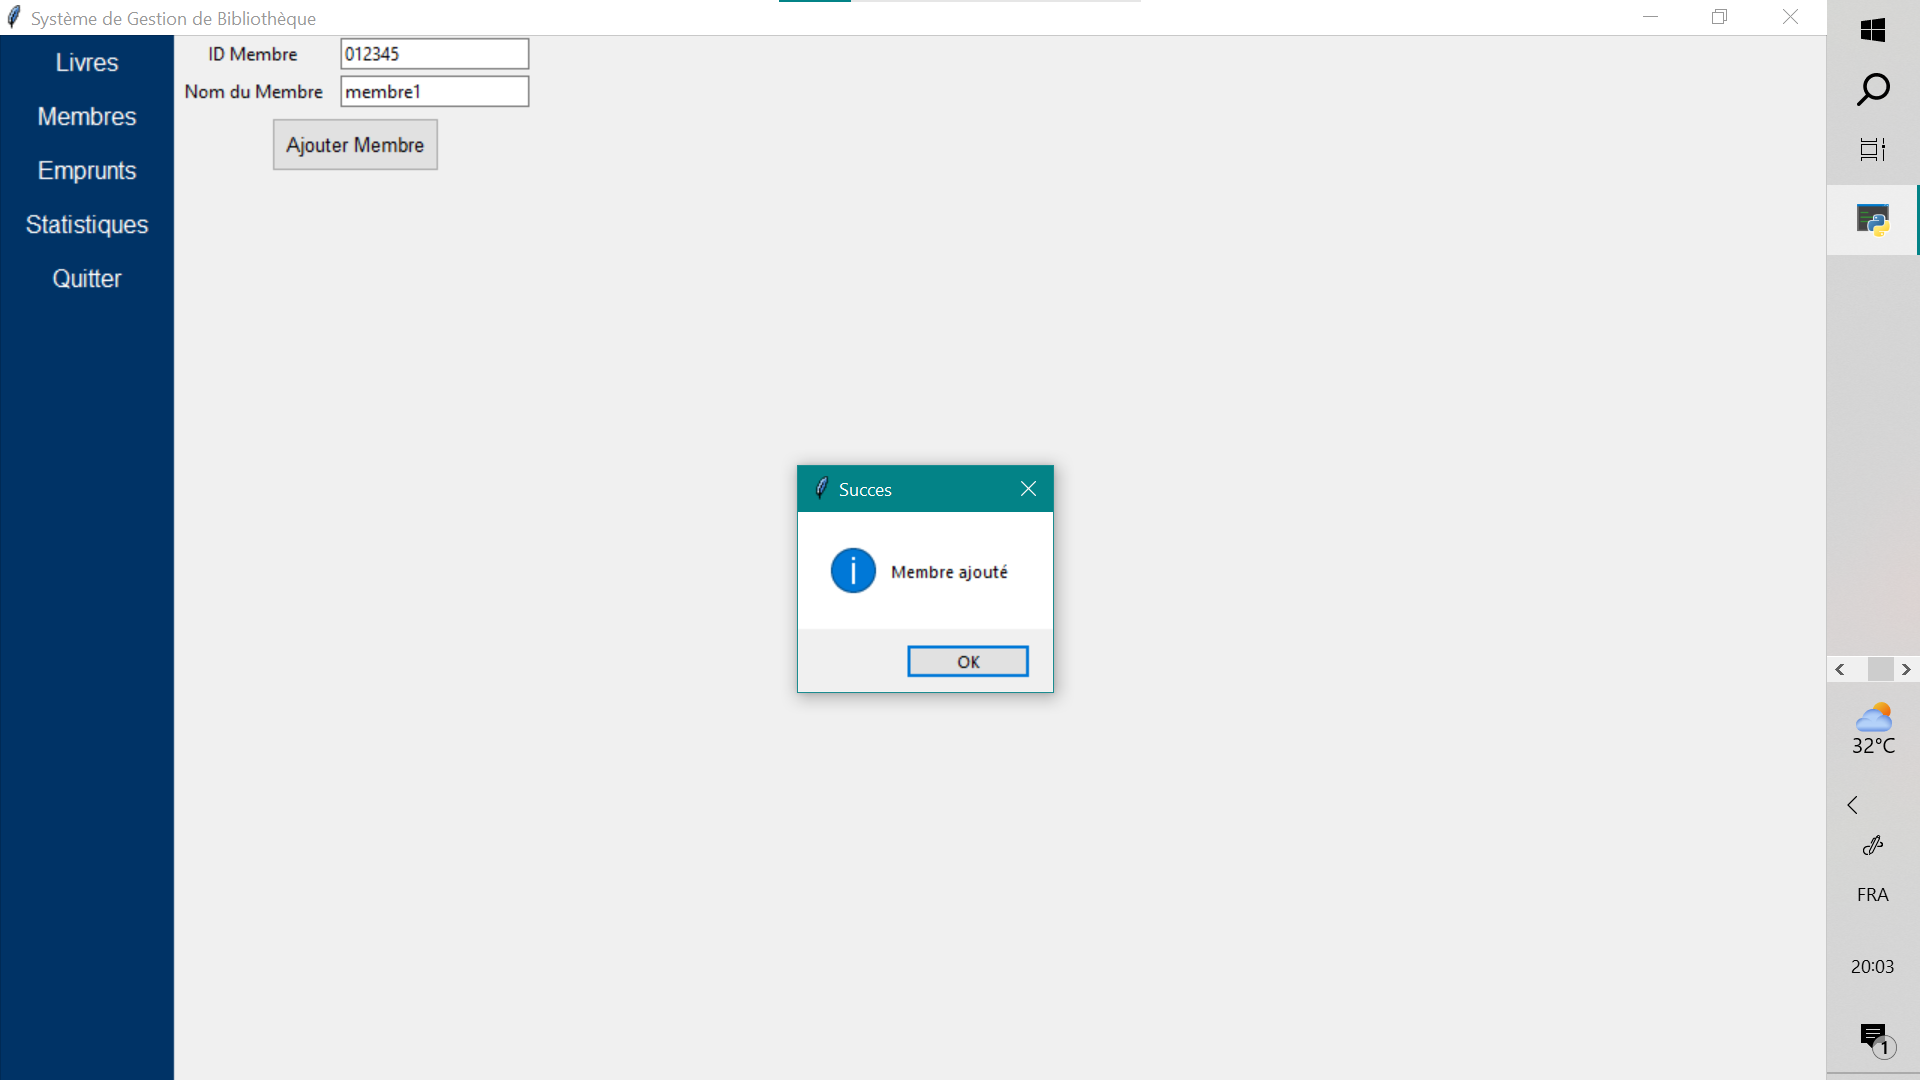 Système de Gestion de Bibliothèque
Livres
Membres
Emprunts
Statistiques
Quitter
ID Membre 012345
Nom du Membre membre1
Ajouter Membre
Succes
Membre ajouté
OK
32°C
FRA
20:03
1